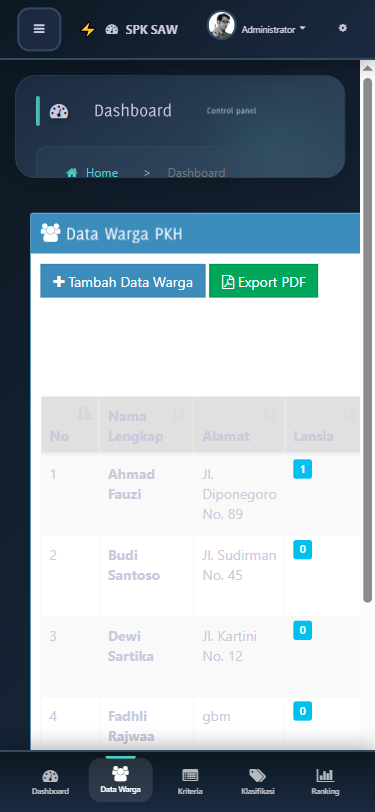 SPK SAW
Administrator
Dashboard
Control panel
Home > Dashboard
Data Warga PKH
Tambah Data Warga
Export PDF
No
Nama Lengkap
Alamat
Lansia
1
Ahmad Fauzi
Jl. Diponegoro No. 89
1
2
Budi Santoso
Jl. Sudirman No. 45
0
3
Dewi Sartika
Jl. Kartini No. 12
0
4
Fadhli Rajwaa
gbm
0
Dashboard
Data Warga
Kriteria
Klasifikasi
Ranking